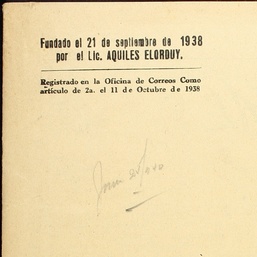 Fundado el 21 de septiembre de 1938
por el Lic. AQUILES ELORDUY.
Registrado en la Oficina de Correos Como
artículo de 2a. el 11 de Octubre de 1938